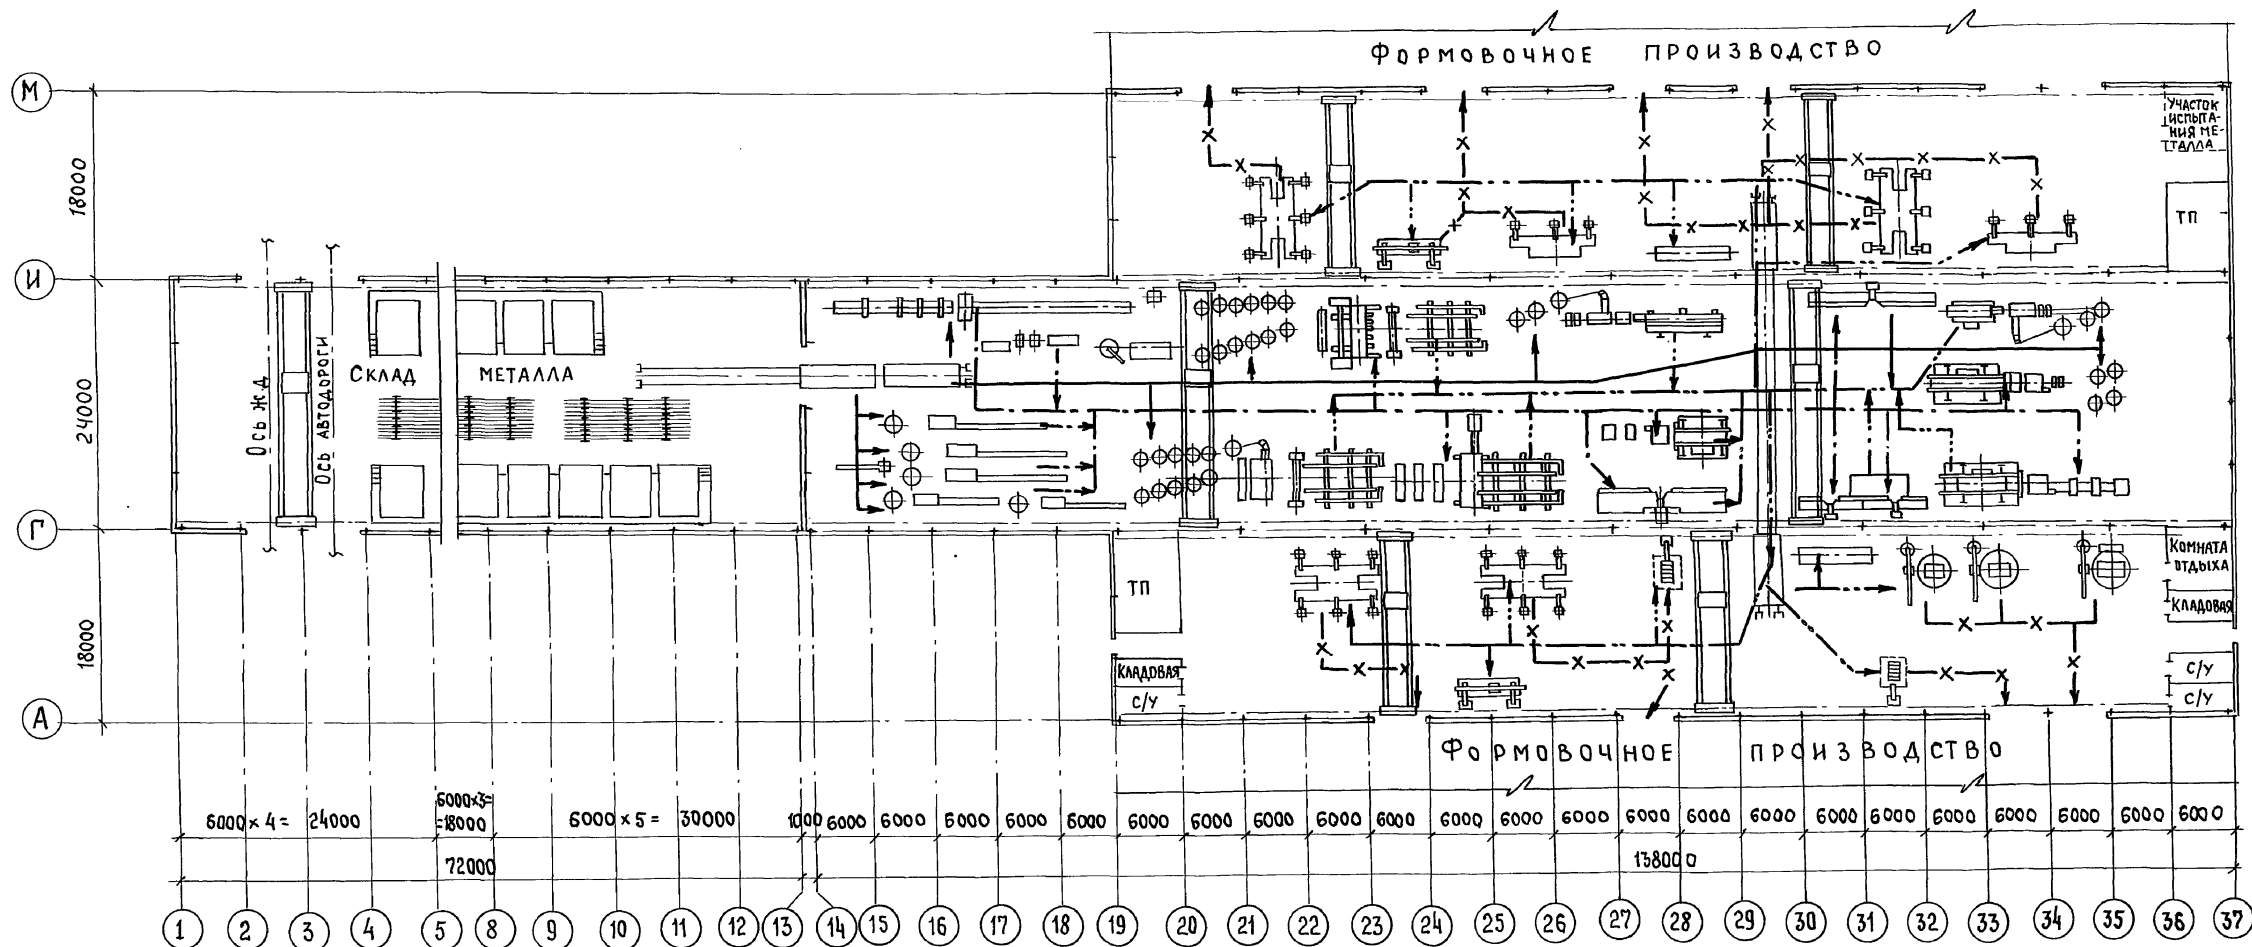 ФОРМОВОЧНОЕ ПРОИЗВОДСТВО
М
УЧАСТОК
ИСПЫТА-
НИЯ МЕ-
ТАЛЛА
18000
ТП
И
ОСЬ Ж.Д.
ОСЬ АВТОДОРОГИ
СКЛАД МЕТАЛЛА
24000
Г
КОМНАТА
ОТДЫХА
КЛАДОВАЯ
ТП
18000
КЛАДОВАЯ
С/У
С/У
С/У
А
ФОРМОВОЧНОЕ ПРОИЗВОДСТВО
6000×4= 24000
6000×3=
=18000
6000×5= 30000
1000 6000 6000 6000 6000 6000 6000 6000 6000 6000 6000 6000 6000 6000 6000 6000 6000 6000 6000 6000 6000 6000 6000 6000
72000
138000
1 2 3 4 5 8 9 10 11 12 13 14 15 16 17 18 19 20 21 22 23 24 25 26 27 28 29 30 31 32 33 34 35 36 37